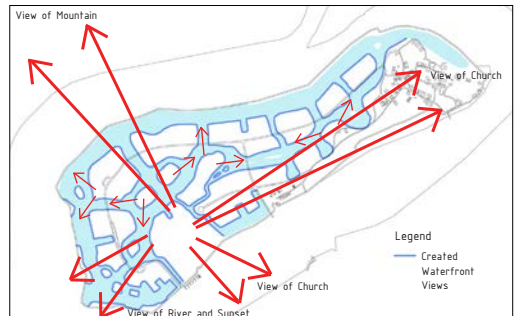 View of Mountain
View of Church
Legend
Created
Waterfront
Views
View of Church
View of River and Sunset